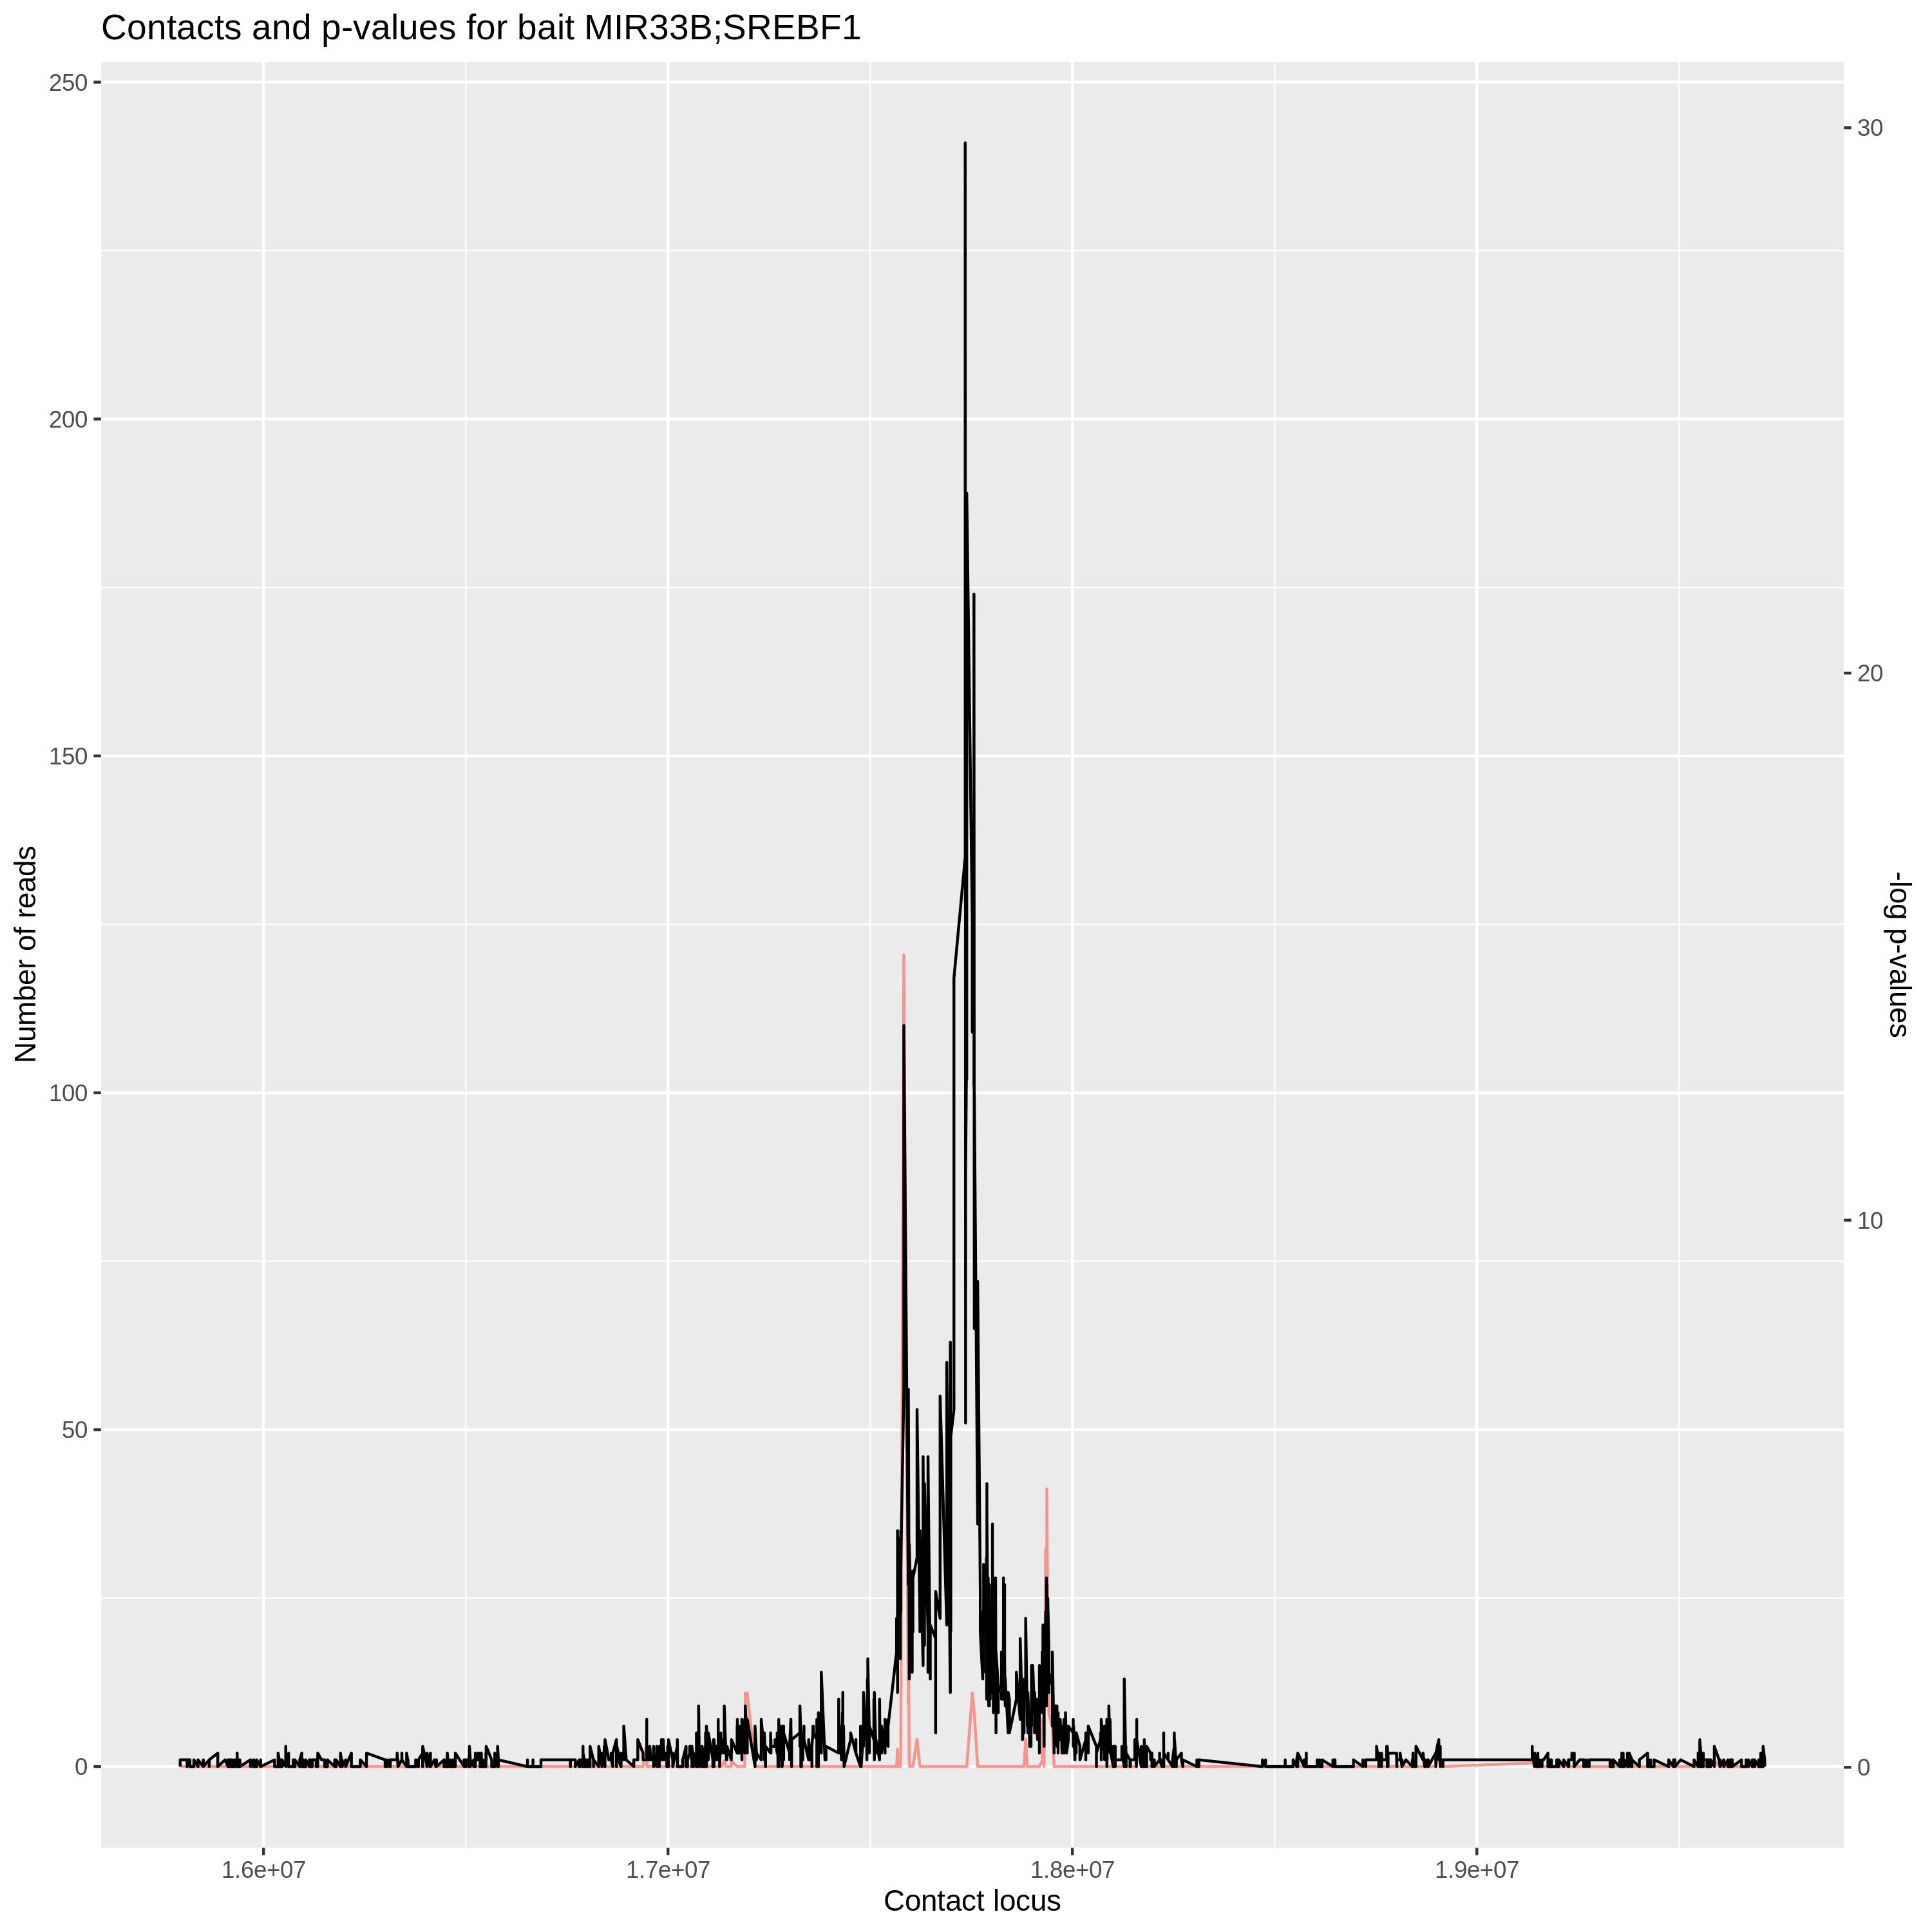 Contacts and p-values for bait MIR33B;SREBF1
250
200
150
100
50
0
Number of reads
30
20
10
0
-log p-values
1.6e+07
1.7e+07
1.8e+07
1.9e+07
Contact locus